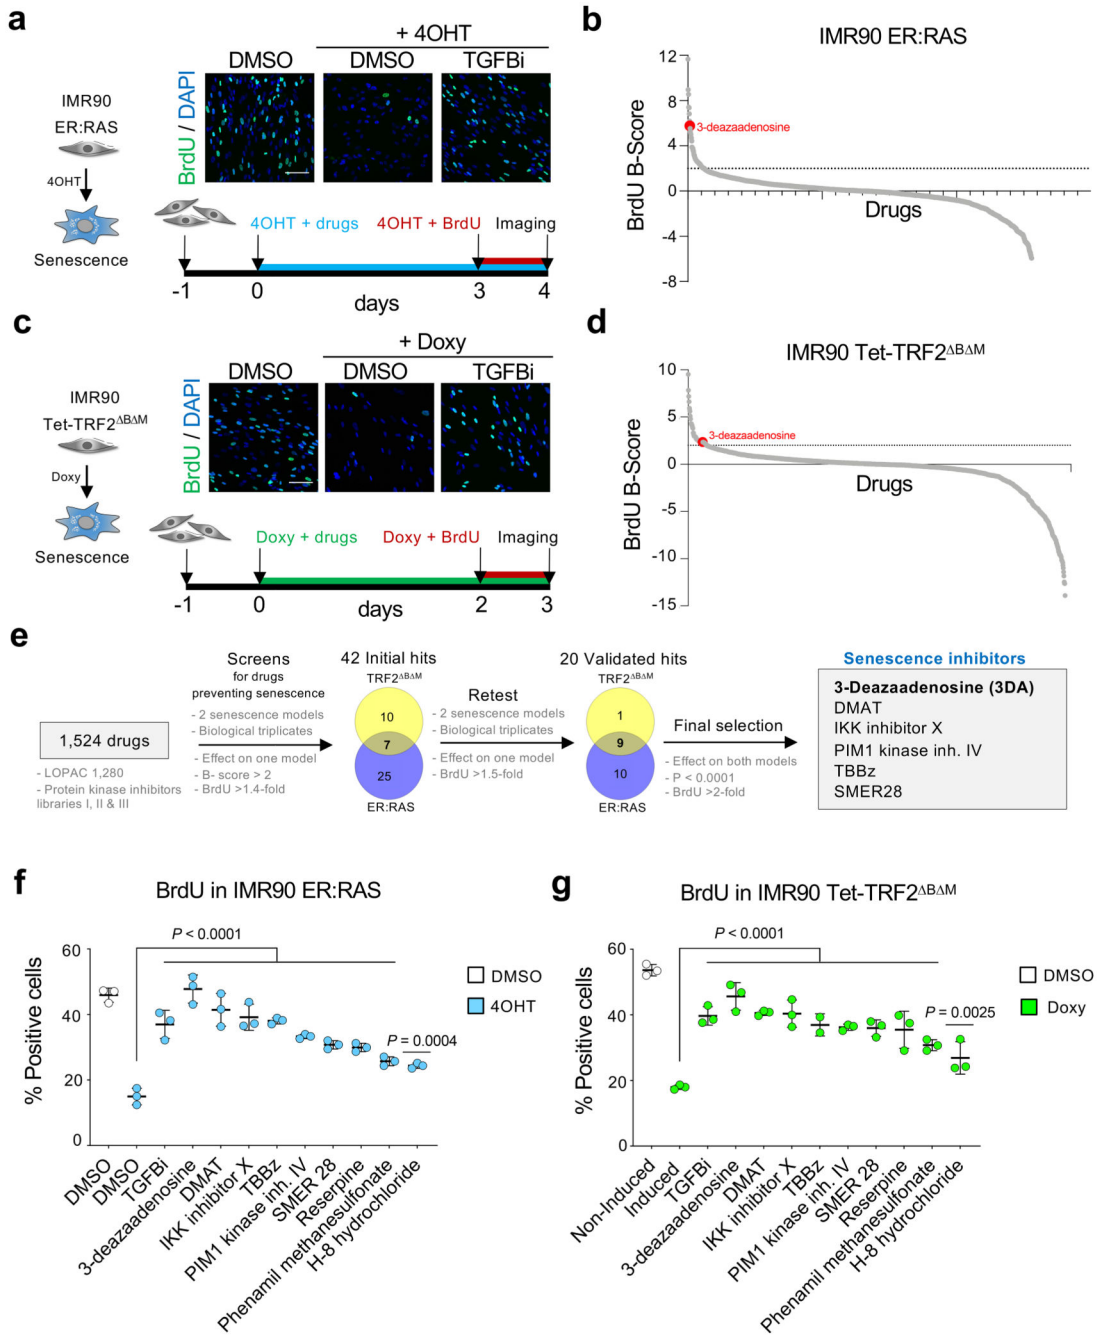 a
+ 4OHT
DMSO
DMSO
TGFBi
IMR90
ER:RAS
BrdU / DAPI
4OHT
Senescence
4OHT + drugs
4OHT + BrdU
Imaging
-1
0
3
4
days
b
IMR90 ER:RAS
BrdU B-Score
12
8
4
0
-4
-8
3-deazaadenosine
Drugs
c
+ Doxy
DMSO
DMSO
TGFBi
IMR90
Tet-TRF2ΔBΔM
BrdU / DAPI
Doxy
Senescence
Doxy + drugs
Doxy + BrdU
Imaging
-1
0
2
3
days
d
IMR90 Tet-TRF2ΔBΔM
BrdU B-Score
10
5
0
-5
-10
-15
3-deazaadenosine
Drugs
e
1,524 drugs
- LOPAC 1,280
- Protein kinase inhibitors
libraries I, II & III
Screens
for drugs
preventing senescence
- 2 senescence models
- Biological triplicates
- Effect on one model
- B- score > 2
- BrdU >1.4-fold
42 Initial hits
TRF2ΔBΔM
10
7
25
ER:RAS
Retest
- 2 senescence models
- Biological triplicates
- Effect on one model
- BrdU >1.5-fold
20 Validated hits
TRF2ΔBΔM
1
9
10
ER:RAS
Final selection
- Effect on both models
- P < 0.0001
- BrdU >2-fold
Senescence inhibitors
3-Deazaadenosine (3DA)
DMAT
IKK inhibitor X
PIM1 kinase inh. IV
TBBz
SMER28
f
BrdU in IMR90 ER:RAS
P < 0.0001
% Positive cells
60
40
20
0
DMSO
4OHT
P = 0.0004
DMSO
DMSO
TGFBi
3-deazaadenosine
DMAT
IKK inhibitor X
TBBz
PIM1 kinase inh. IV
SMER 28
Reserpine
Phenamil methanesulfonate
H-8 hydrochloride
g
BrdU in IMR90 Tet-TRF2ΔBΔM
P < 0.0001
% Positive cells
60
40
20
0
DMSO
Doxy
P = 0.0025
Non-Induced
Induced
TGFBi
3-deazaadenosine
DMAT
IKK inhibitor X
TBBz
PIM1 kinase inh. IV
SMER 28
Reserpine
Phenamil methanesulfonate
H-8 hydrochloride